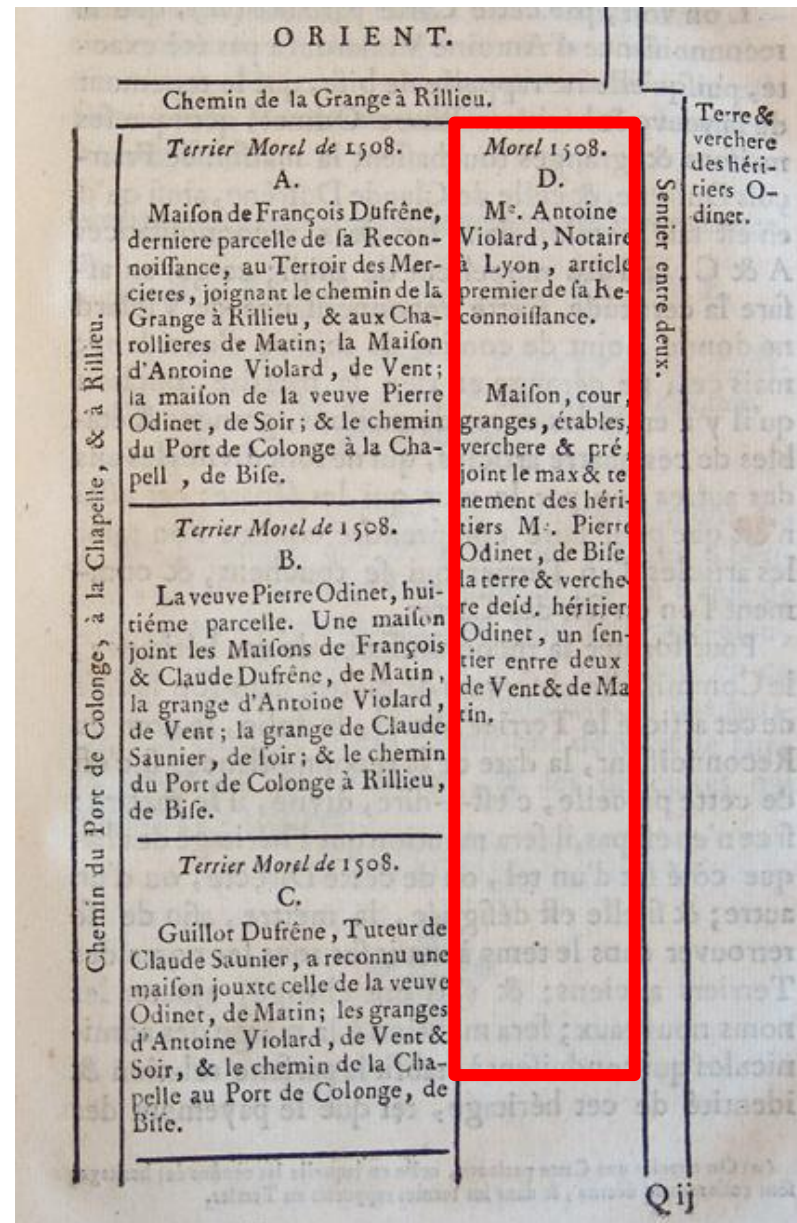 ORIENT.
Chemin de la Grange à Rillieu.
Chemin du Port de Colonge, à la Chapelle, & à Rillieu.
Terrier Morel de 1508.
A.
Maiſon de François Dufrêne,
derniere parcelle de ſa Recon-
noiſſance, au Terroir des Mer-
cieres, joignant le chemin de la
Grange à Rillieu, & aux Cha-
rollieres de Matin; la Maiſon
d'Antoine Violard, de Vent;
la maiſon de la veuve Pierre
Odinet, de Soir; & le chemin
du Port de Colonge à la Cha-
pell , de Biſe.
Terrier Morel de 1508.
B.
La veuve Pierre Odinet, hui-
tiéme parcelle. Une maiſon
joint les Maiſons de François
& Claude Dufrêne, de Matin,
la grange d'Antoine Violard,
de Vent; la grange de Claude
Saunier, de ſoir; & le chemin
du Port de Colonge à Rillieu,
de Biſe.
Terrier Morel de 1508.
C.
Guillot Dufrêne, Tuteur de
Claude Saunier, a reconnu une
maiſon jouxte celle de la veuve
Odinet, de Matin; les granges
d'Antoine Violard, de Vent &
Soir, & le chemin de la Cha-
pelle au Port de Colonge, de
Biſe.
Morel 1508.
D.
Me. Antoine
Violard, Notaire
à Lyon, article
premier de ſa Re-
connoiſſance.
Maiſon, cour,
granges, étables,
verchere & pré,
joint le max & te-
nement des héri-
tiers Me. Pierre
Odinet, de Biſe
la terre & verche-
re deſd. héritiers
Odinet, un ſen-
tier entre deux
de Vent & de Ma
tin.
Sentier entre deux.
Terre &
verchere
des héri-
tiers O-
dinet.
Q ij